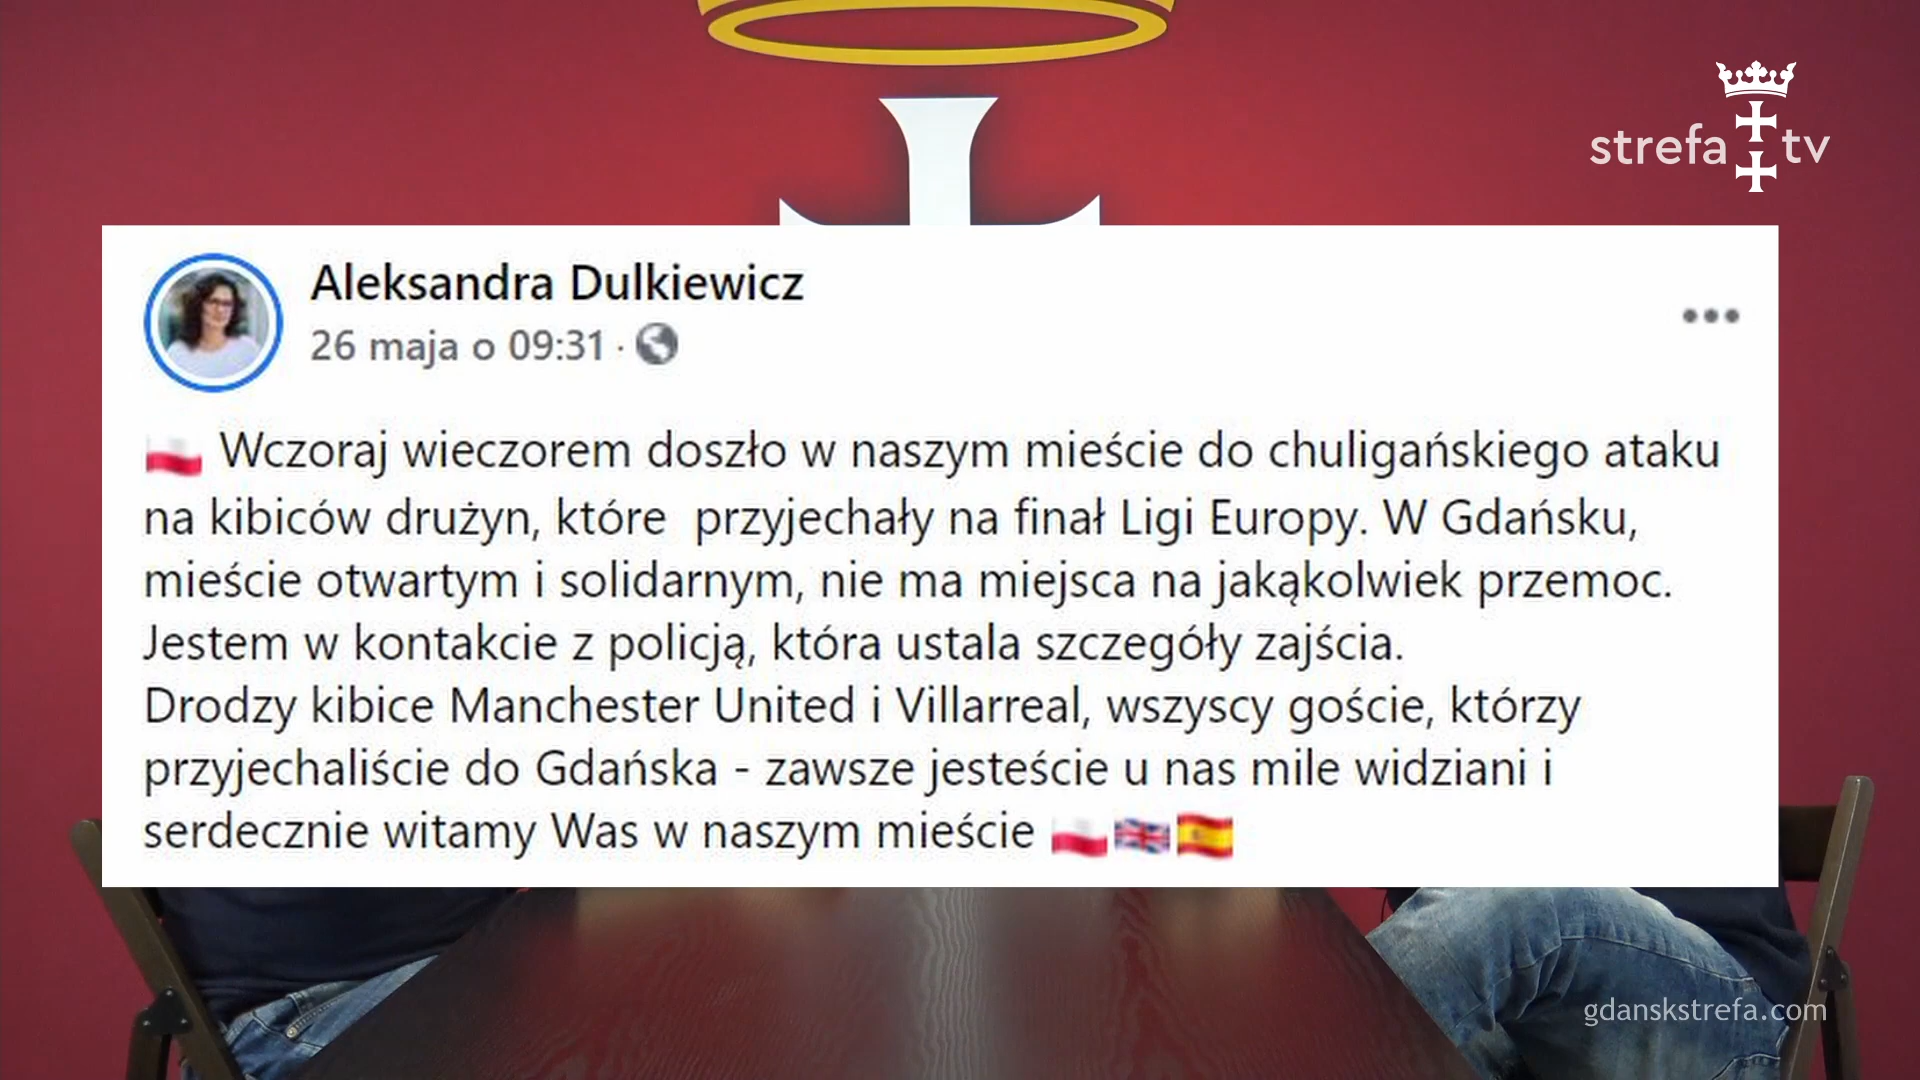 strefa tv
Aleksandra Dulkiewicz
26 maja o 09:31 ·
Wczoraj wieczorem doszło w naszym mieście do chuligańskiego ataku
na kibiców drużyn, które  przyjechały na finał Ligi Europy. W Gdańsku,
mieście otwartym i solidarnym, nie ma miejsca na jakąkolwiek przemoc.
Jestem w kontakcie z policją, która ustala szczegóły zajścia.
Drodzy kibice Manchester United i Villarreal, wszyscy goście, którzy
przyjechaliście do Gdańska - zawsze jesteście u nas mile widziani i
serdecznie witamy Was w naszym mieście
gdanskstrefa.com